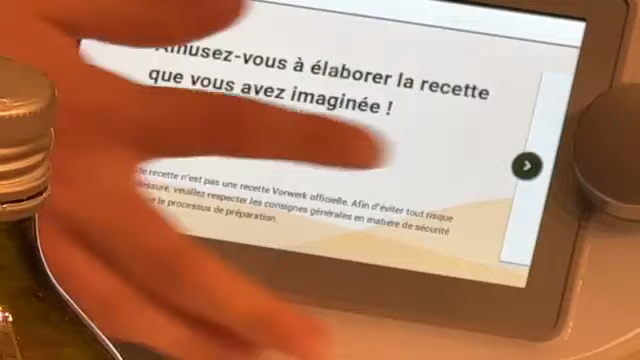 Amusez-vous à élaborer la recette
que vous avez imaginée !
recette n'est pas une recette Vorwerk officielle. Afin d'éviter tout risque
veuillez respecter les consignes générales en matière de sécurité
le processus de préparation.